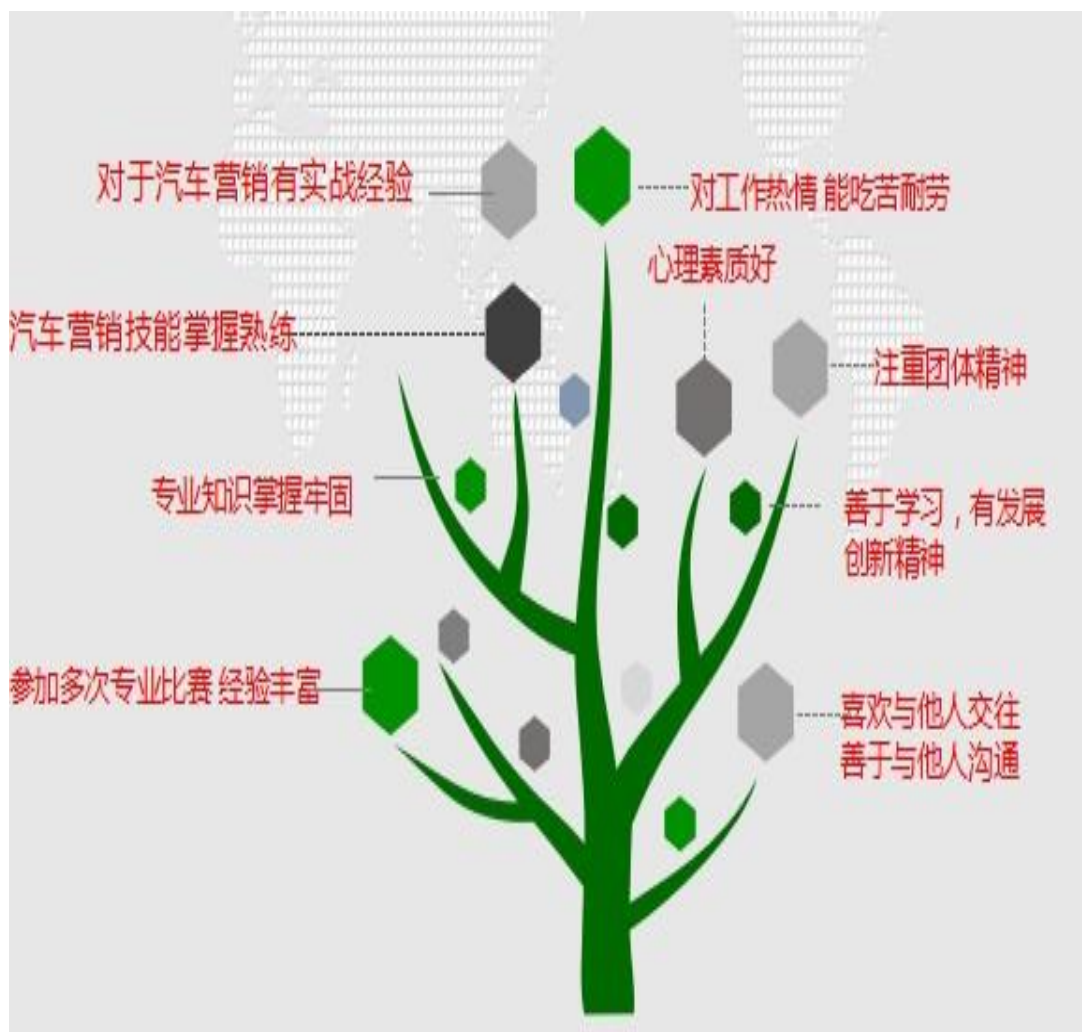 对于汽车营销有实战经验
对工作热情 能吃苦耐劳
心理素质好
汽车营销技能掌握熟练
注重团体精神
专业知识掌握牢固
善于学习，有发展
创新精神
参加多次专业比赛 经验丰富
喜欢与他人交往
善于与他人沟通